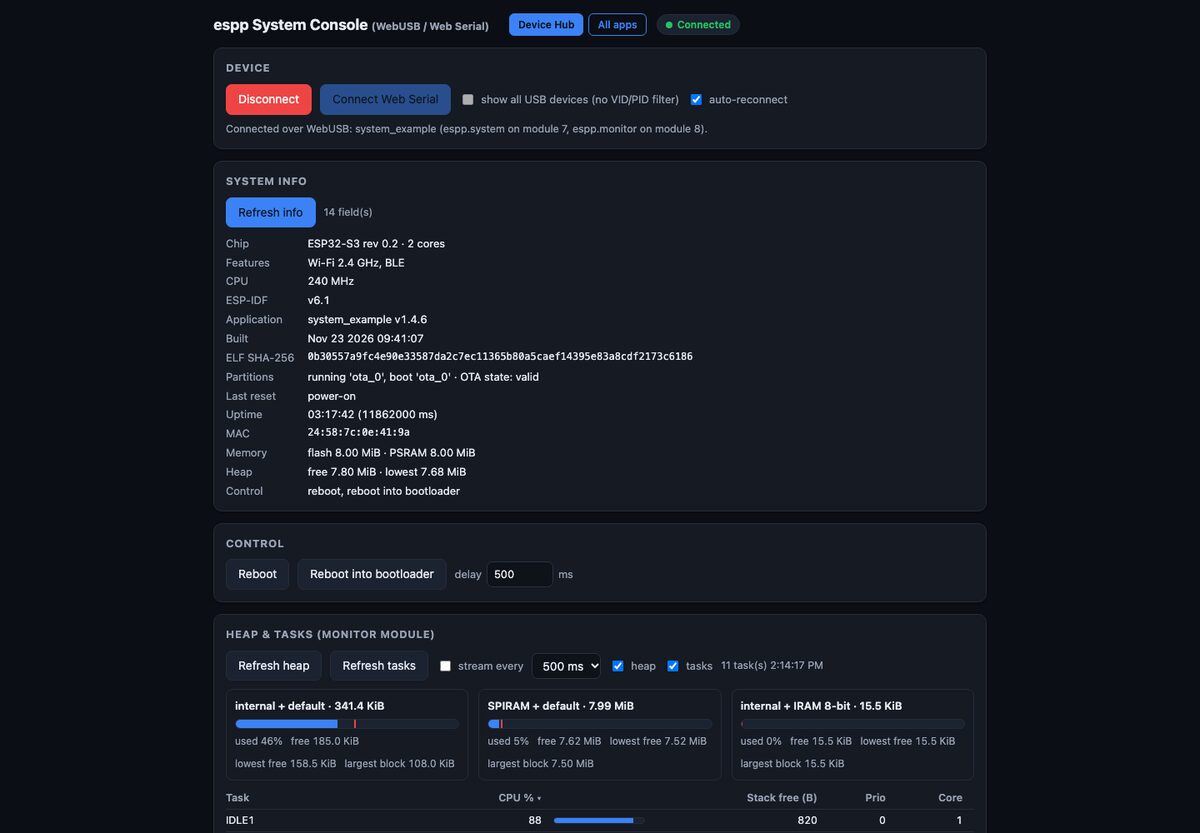 espp System Console (WebUSB / Web Serial) Device Hub All apps Connected
DEVICE
Disconnect Connect Web Serial show all USB devices (no VID/PID filter) auto-reconnect
Connected over WebUSB: system_example (espp.system on module 7, espp.monitor on module 8).
SYSTEM INFO
Refresh info 14 field(s)
Chip ESP32-S3 rev 0.2 · 2 cores
Features Wi-Fi 2.4 GHz, BLE
CPU 240 MHz
ESP-IDF v6.1
Application system_example v1.4.6
Built Nov 23 2026 09:41:07
ELF SHA-256 0b30557a9fc4e90e33587da2c7ec11365b80a5caef14395e83a8cdf2173c6186
Partitions running 'ota_0', boot 'ota_0' · OTA state: valid
Last reset power-on
Uptime 03:17:42 (11862000 ms)
MAC 24:58:7c:0e:41:9a
Memory flash 8.00 MiB · PSRAM 8.00 MiB
Heap free 7.80 MiB · lowest 7.68 MiB
Control reboot, reboot into bootloader
CONTROL
Reboot Reboot into bootloader delay 500 ms
HEAP & TASKS (MONITOR MODULE)
Refresh heap Refresh tasks stream every 500 ms heap tasks 11 task(s) 2:14:17 PM
internal + default · 341.4 KiB
used 46% free 185.0 KiB
lowest free 158.5 KiB largest block 108.0 KiB
SPIRAM + default · 7.99 MiB
used 5% free 7.62 MiB lowest free 7.52 MiB
largest block 7.50 MiB
internal + IRAM 8-bit · 15.5 KiB
used 0% free 15.5 KiB lowest free 15.5 KiB
largest block 15.5 KiB
Task CPU % ▾ Stack free (B) Prio Core
IDLE1 88 820 0 1